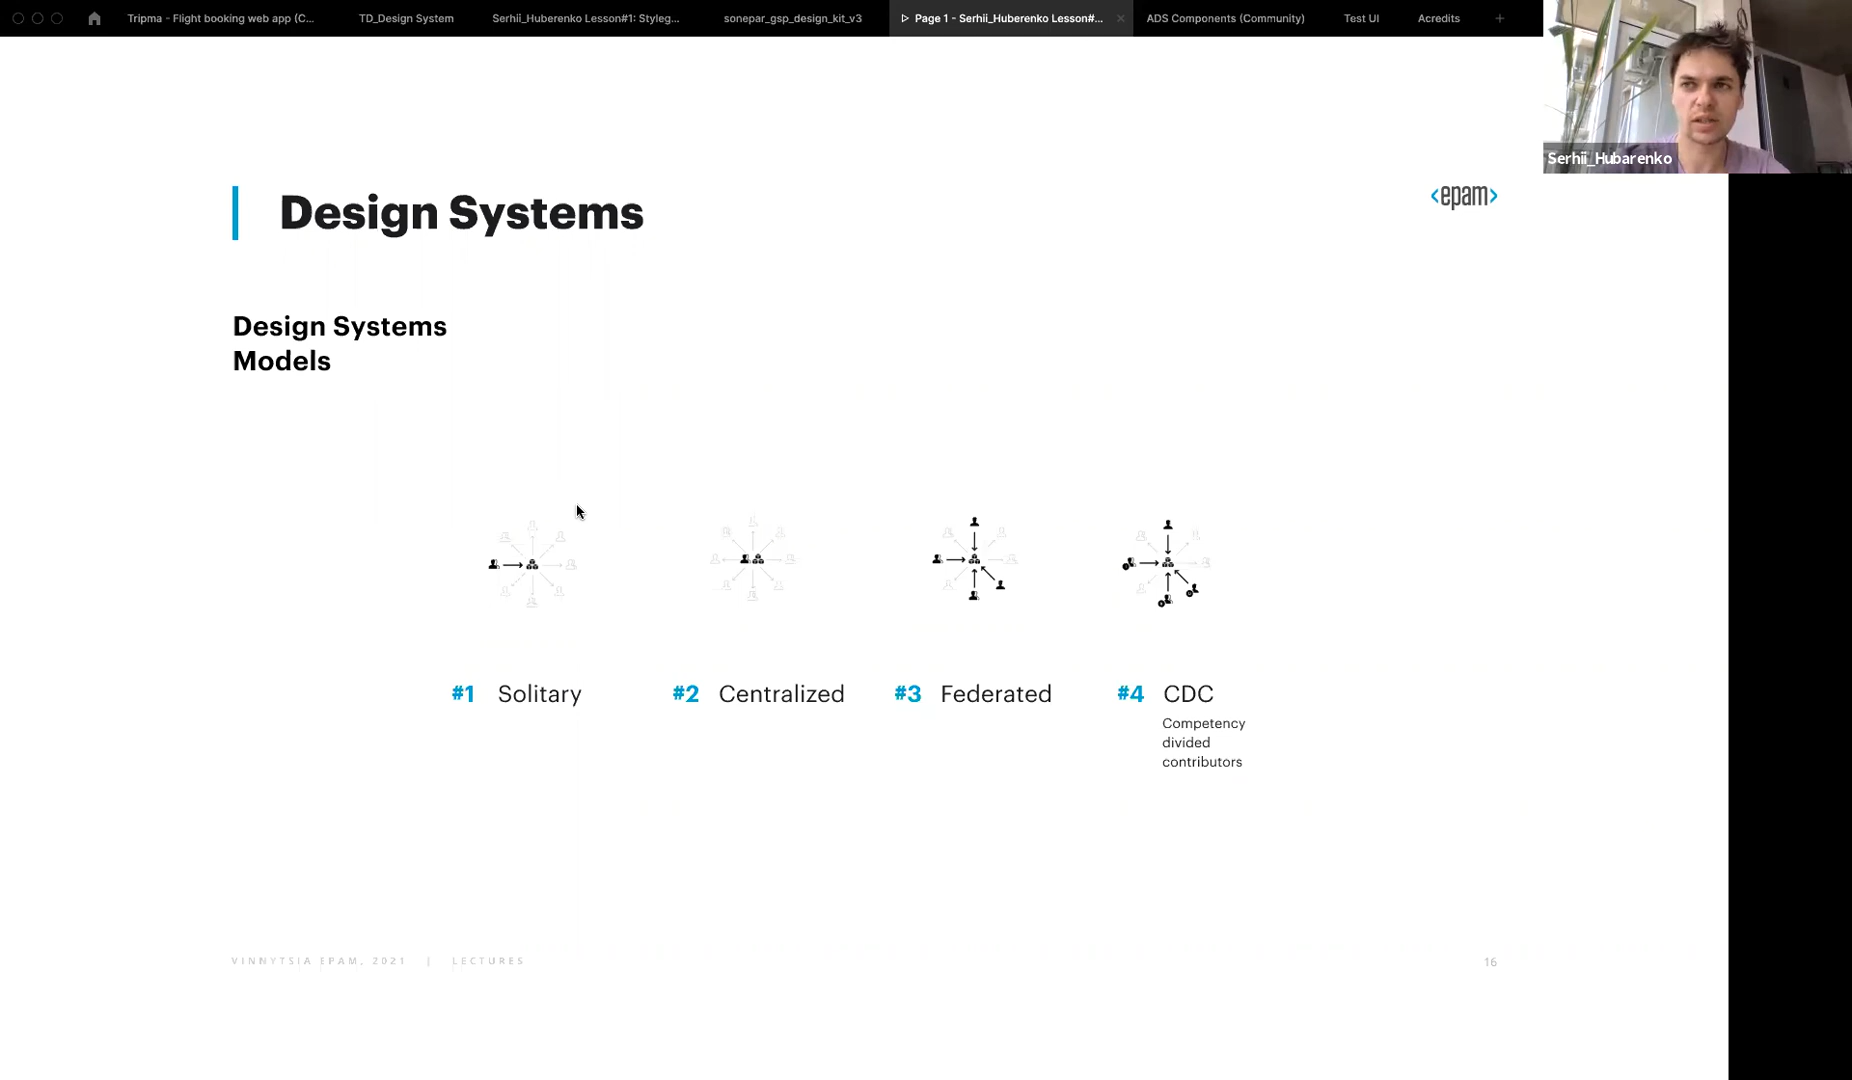 Tripma - Flight booking web app (C...
TD_Design System
Serhii_Huberenko Lesson#1: Styleg...
sonepar_gsp_design_kit_v3
Page 1 - Serhii_Huberenko Lesson#...
ADS Components (Community)
Test UI
Acredits
Serhii_Hubarenko
Design Systems
<epam>
Design Systems
Models
#1 Solitary
#2 Centralized
#3 Federated
#4 CDC
Competency
divided
contributors
VINNYTSIA EPAM, 2021 | LECTURES
16